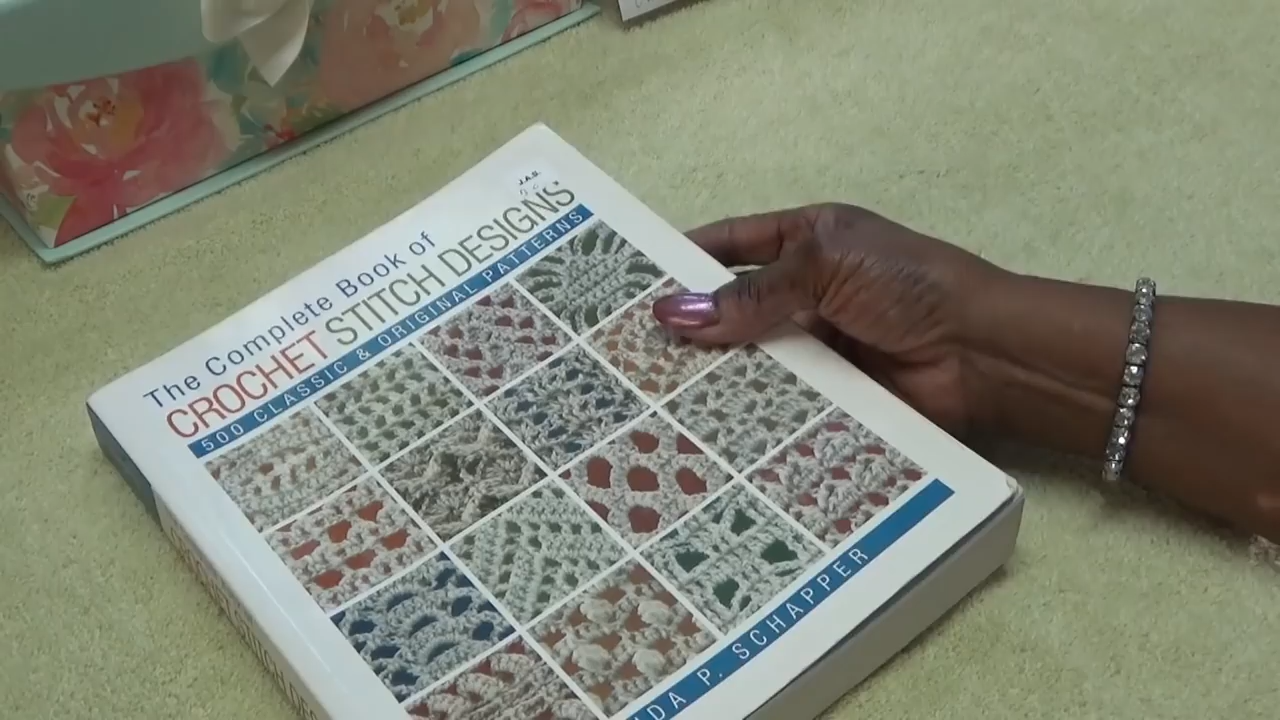 J.A.S.
The Complete Book of
CROCHET STITCH DESIGNS
500 CLASSIC & ORIGINAL PATTERNS
P. SCHAPPER